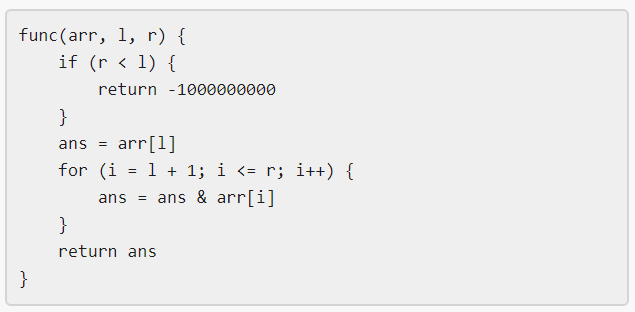 func(arr, l, r) {
    if (r < l) {
        return -1000000000
    }
    ans = arr[l]
    for (i = l + 1; i <= r; i++) {
        ans = ans & arr[i]
    }
    return ans
}